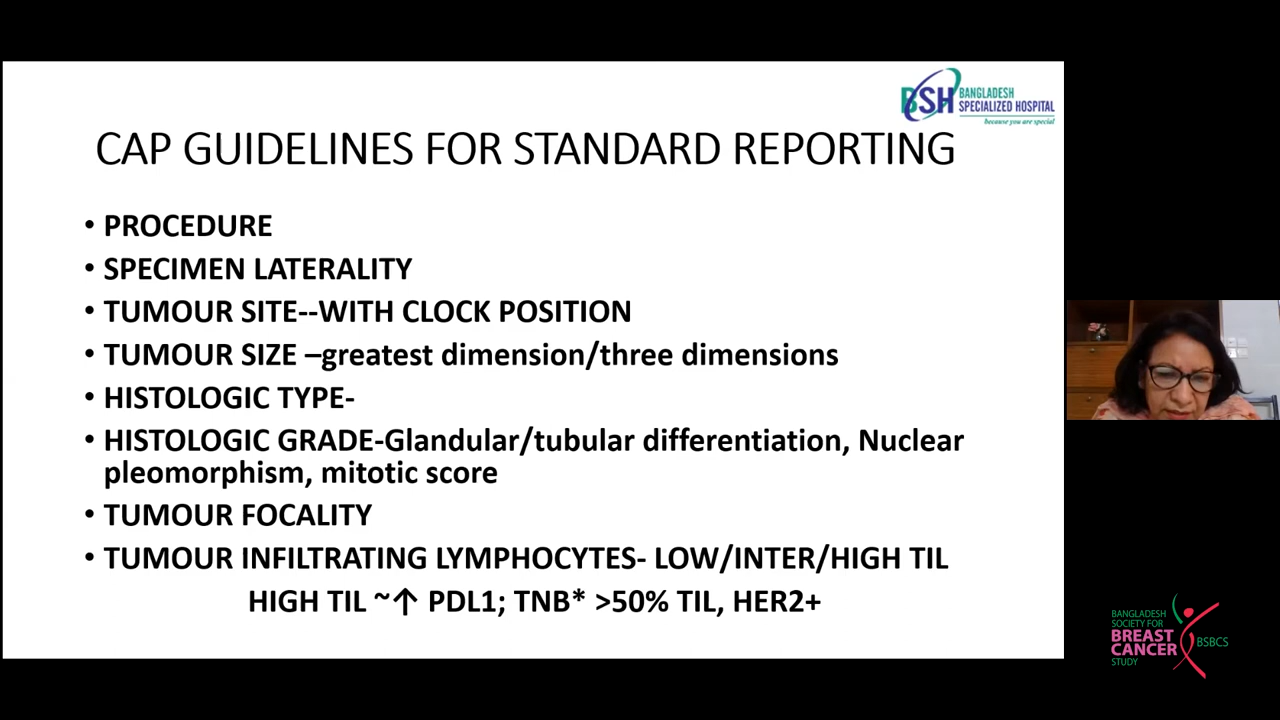 BSH BANGLADESH
SPECIALIZED HOSPITAL
because you are special
CAP GUIDELINES FOR STANDARD REPORTING
• PROCEDURE
• SPECIMEN LATERALITY
• TUMOUR SITE--WITH CLOCK POSITION
• TUMOUR SIZE –greatest dimension/three dimensions
• HISTOLOGIC TYPE-
• HISTOLOGIC GRADE-Glandular/tubular differentiation, Nuclear
pleomorphism, mitotic score
• TUMOUR FOCALITY
• TUMOUR INFILTRATING LYMPHOCYTES- LOW/INTER/HIGH TIL
HIGH TIL ~↑ PDL1; TNB* >50% TIL, HER2+
BANGLADESH
SOCIETY FOR
BREAST
CANCER
STUDY
BSBCS